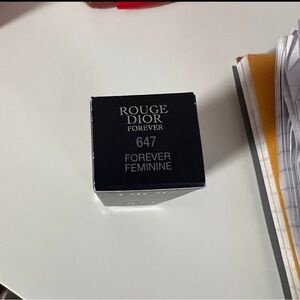 ROUGE
DIOR
FOREVER
647
FOREVER
FEMININE